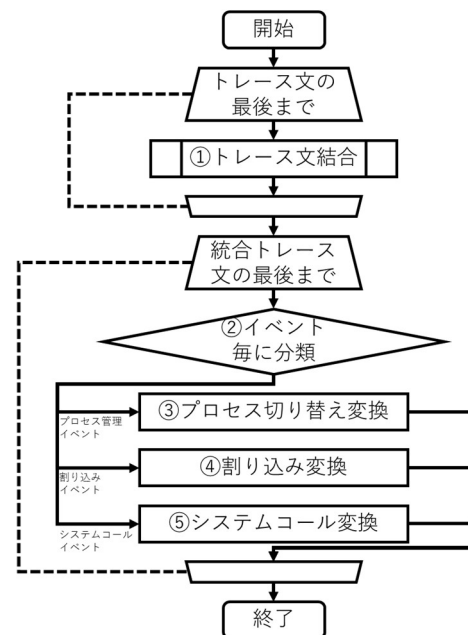 開始
トレース文の
最後まで
①トレース文結合
統合トレース
文の最後まで
②イベント
毎に分類
③プロセス切り替え変換
プロセス管理
イベント
④割り込み変換
割り込み
イベント
⑤システムコール変換
システムコール
イベント
終了